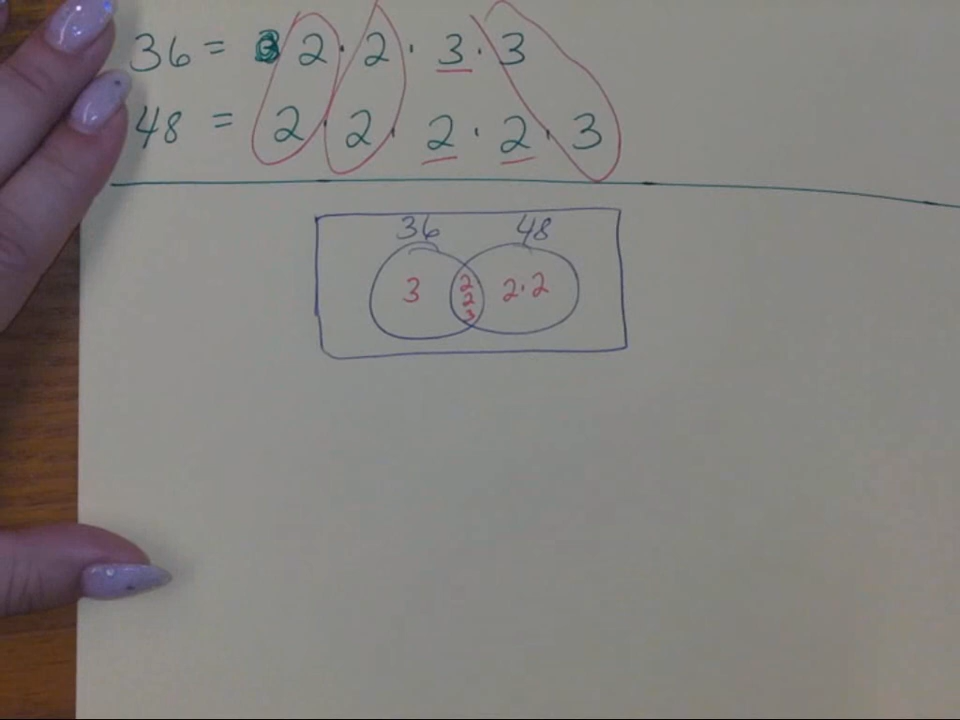 36 = 2 · 2 · 3 · 3
48 = 2 · 2 · 2 · 2 · 3
36 48
3 2 2·2
2
3